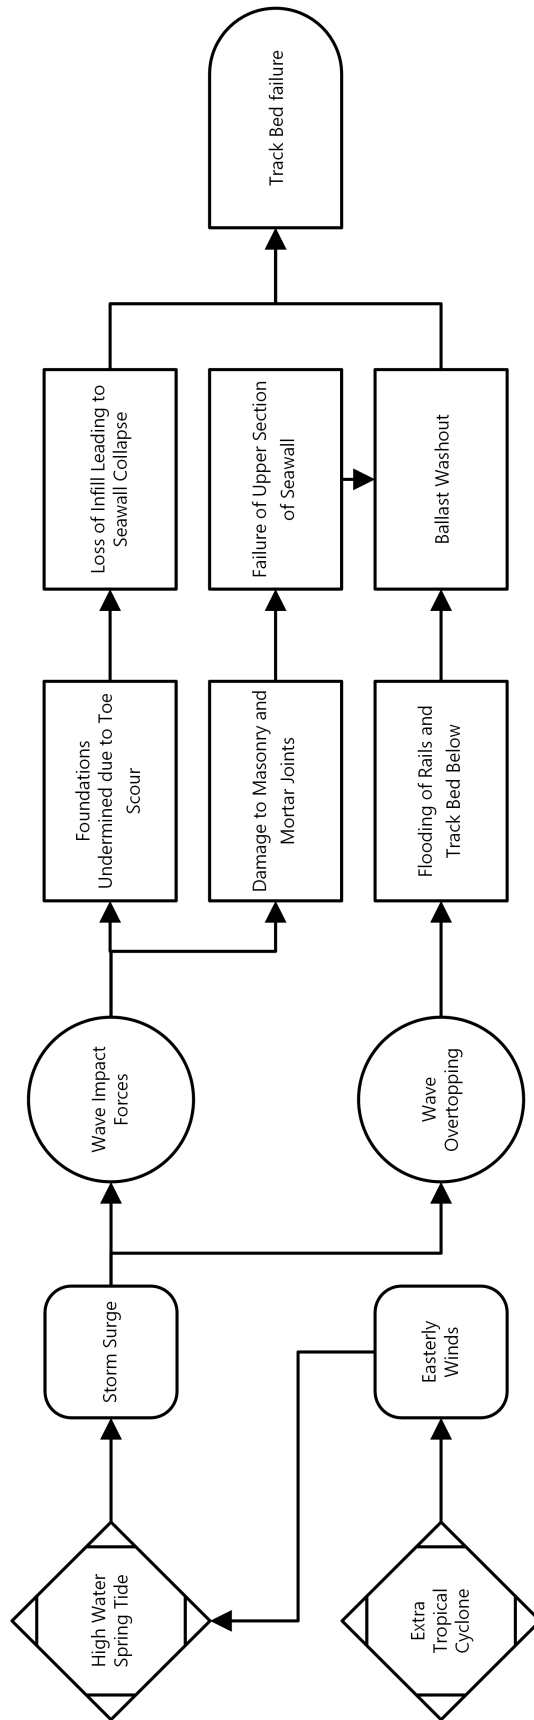 High Water
Spring Tide
Extra
Tropical
Cyclone
Storm Surge
Easterly
Winds
Wave Impact
Forces
Wave
Overtopping
Foundations
Undermined due to Toe
Scour
Damage to Masonry and
Mortar Joints
Flooding of Rails and
Track Bed Below
Loss of Infill Leading to
Seawall Collapse
Failure of Upper Section
of Seawall
Ballast Washout
Track Bed failure